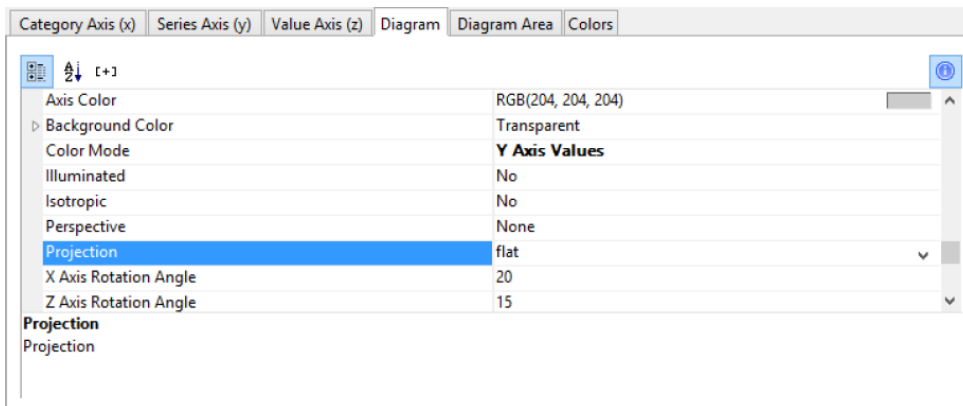 Category Axis (x) Series Axis (y) Value Axis (z) Diagram Diagram Area Colors
[+]
Axis Color RGB(204, 204, 204)
Background Color Transparent
Color Mode Y Axis Values
Illuminated No
Isotropic No
Perspective None
Projection flat
X Axis Rotation Angle 20
Z Axis Rotation Angle 15
Projection
Projection